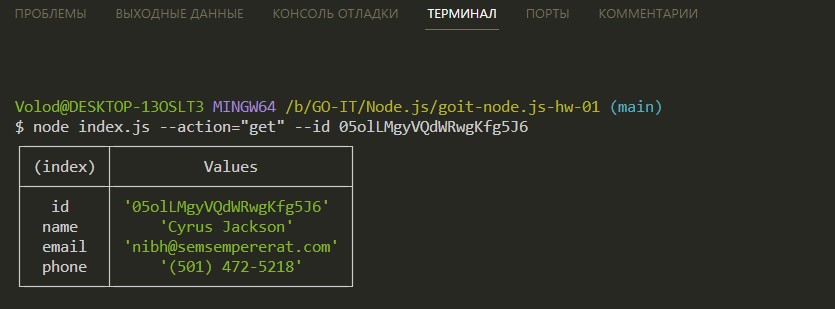 ПРОБЛЕМЫ ВЫХОДНЫЕ ДАННЫЕ КОНСОЛЬ ОТЛАДКИ ТЕРМИНАЛ ПОРТЫ КОММЕНТАРИИ
Volod@DESKTOP-13OSLT3 MINGW64 /b/GO-IT/Node.js/goit-node.js-hw-01 (main)
$ node index.js --action="get" --id 05olLMgyVQdWRwgKfg5J6
(index) Values
id '05olLMgyVQdWRwgKfg5J6'
name 'Cyrus Jackson'
email 'nibh@semsempererat.com'
phone '(501) 472-5218'